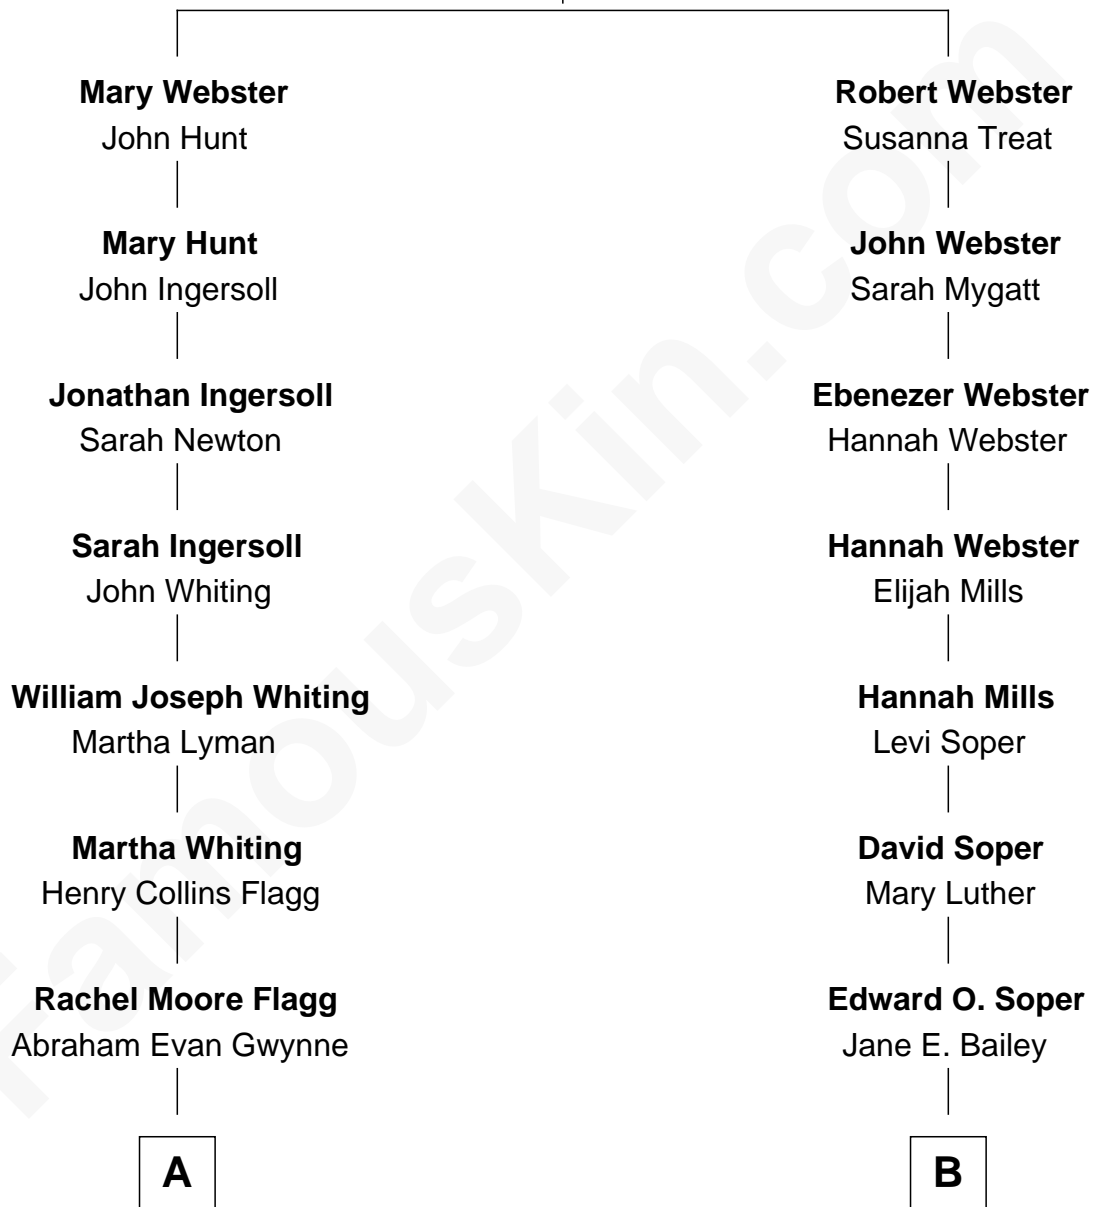 Mary Webster
John Hunt
Mary Hunt
John Ingersoll
Jonathan Ingersoll
Sarah Newton
Sarah Ingersoll
John Whiting
William Joseph Whiting
Martha Lyman
Martha Whiting
Henry Collins Flagg
Rachel Moore Flagg
Abraham Evan Gwynne
A
Robert Webster
Susanna Treat
John Webster
Sarah Mygatt
Ebenezer Webster
Hannah Webster
Hannah Webster
Elijah Mills
Hannah Mills
Levi Soper
David Soper
Mary Luther
Edward O. Soper
Jane E. Bailey
B
FamousKin.com